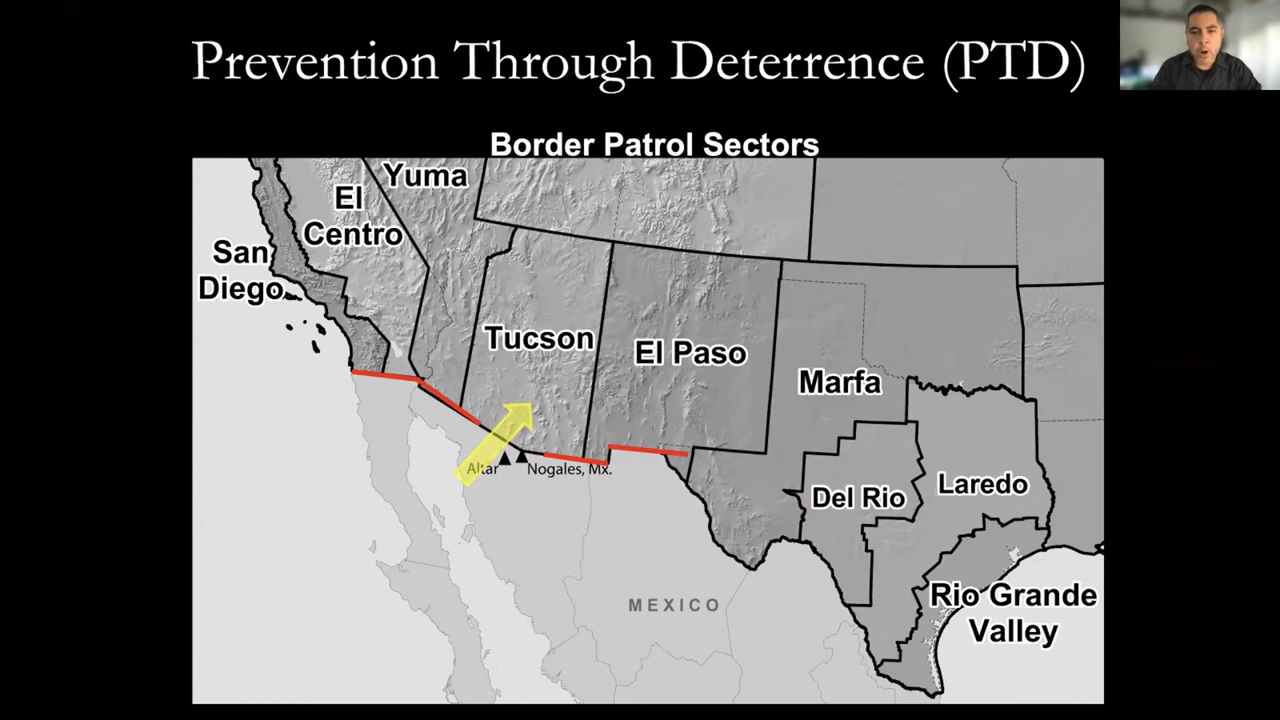 Prevention Through Deterrence (PTD)
Border Patrol Sectors
Yuma
El
Centro
San
Diego
Tucson
El Paso
Marfa
Altar
Nogales, Mx.
Del Rio
Laredo
MEXICO
Rio Grande
Valley